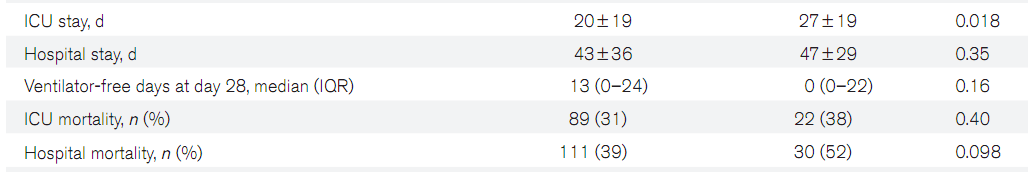 ICU stay, d 20±19 27±19 0.018
Hospital stay, d 43±36 47±29 0.35
Ventilator-free days at day 28, median (IQR) 13 (0–24) 0 (0–22) 0.16
ICU mortality, n (%) 89 (31) 22 (38) 0.40
Hospital mortality, n (%) 111 (39) 30 (52) 0.098